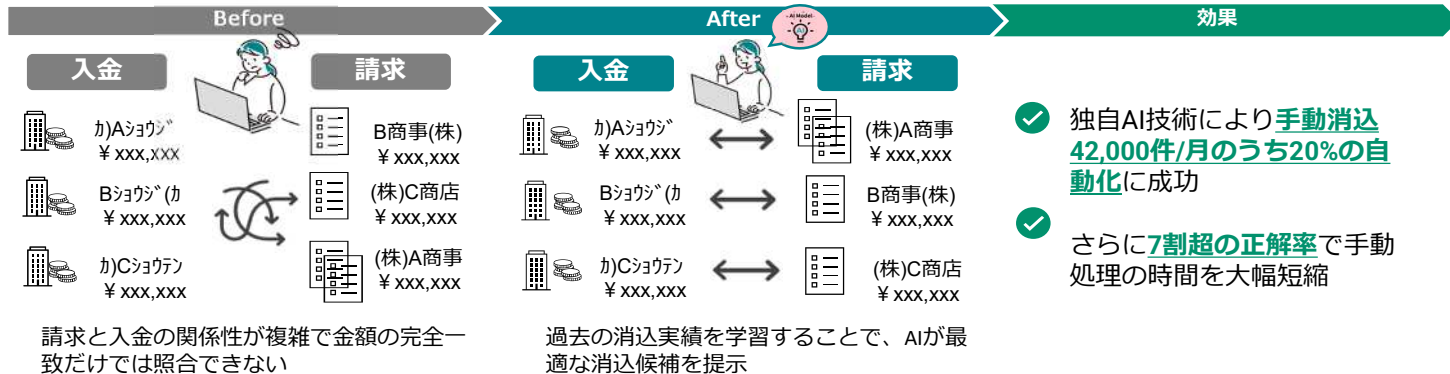 Before
入金
請求
ｶ)Aｼｮｳｼﾞ
¥ xxx,xxx
Bｼｮｳｼﾞ(ｶ
¥ xxx,xxx
ｶ)Cｼｮｳﾃﾝ
¥ xxx,xxx
B商事(株)
¥ xxx,xxx
(株)C商店
¥ xxx,xxx
(株)A商事
¥ xxx,xxx
請求と入金の関係性が複雑で金額の完全一
致だけでは照合できない
After
AI Model
AI
入金
請求
ｶ)Aｼｮｳｼﾞ
¥ xxx,xxx
Bｼｮｳｼﾞ(ｶ
¥ xxx,xxx
ｶ)Cｼｮｳﾃﾝ
¥ xxx,xxx
(株)A商事
¥ xxx,xxx
B商事(株)
¥ xxx,xxx
(株)C商店
¥ xxx,xxx
過去の消込実績を学習することで、AIが最
適な消込候補を提示
効果
独自AI技術により手動消込
42,000件/月のうち20%の自
動化に成功
さらに7割超の正解率で手動
処理の時間を大幅短縮